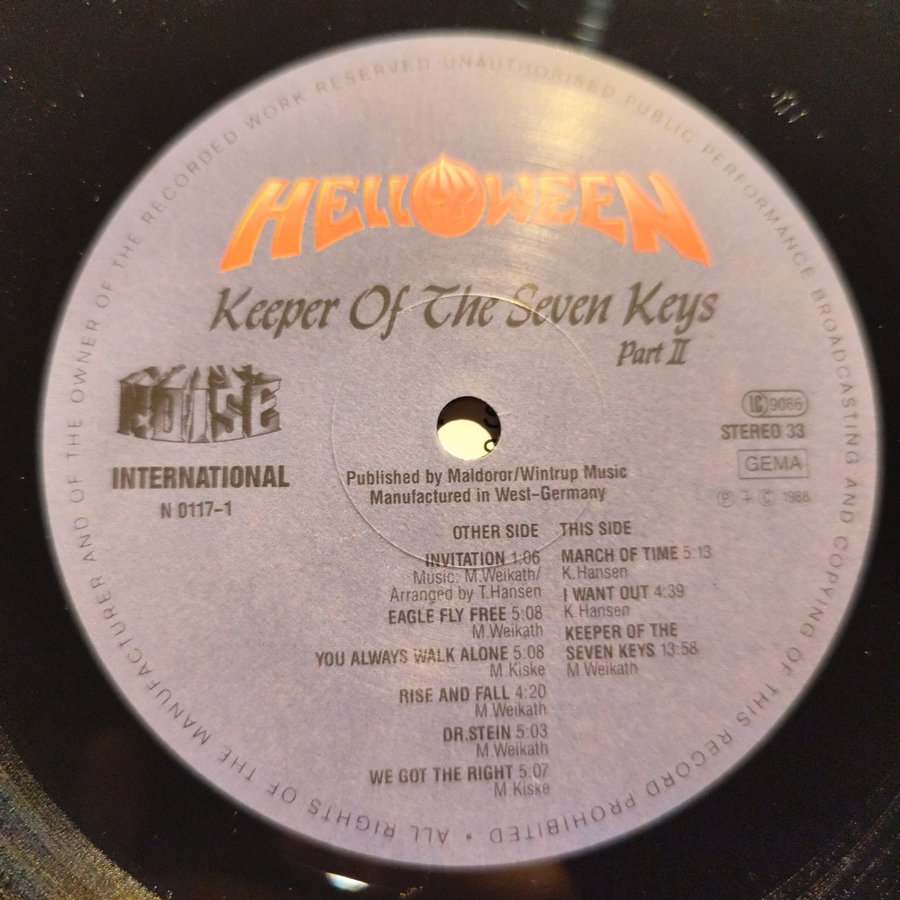 ALL RIGHTS OF THE MANUFACTURER AND OF THE OWNER OF THE RECORDED WORK RESERVED UNAUTHORISED PUBLIC PERFORMANCE BROADCASTING AND COPYING OF THIS RECORD PROHIBITED •
HELLOWEEN
Keeper Of The Seven Keys
Part II
NOISE
INTERNATIONAL
N 0117-1
LC 9066
STEREO 33
GEMA
Ⓟ + © 1988
Published by Maldoror/Wintrup Music
Manufactured in West-Germany
OTHER SIDE
INVITATION 1:06
Music: M.Weikath/
Arranged by T.Hansen
EAGLE FLY FREE 5:08
M.Weikath
YOU ALWAYS WALK ALONE 5:08
M.Kiske
RISE AND FALL 4:20
M.Weikath
DR.STEIN 5:03
M.Weikath
WE GOT THE RIGHT 5:07
M.Kiske
THIS SIDE
MARCH OF TIME 5:13
K.Hansen
I WANT OUT 4:39
K.Hansen
KEEPER OF THE
SEVEN KEYS 13:58
M.Weikath